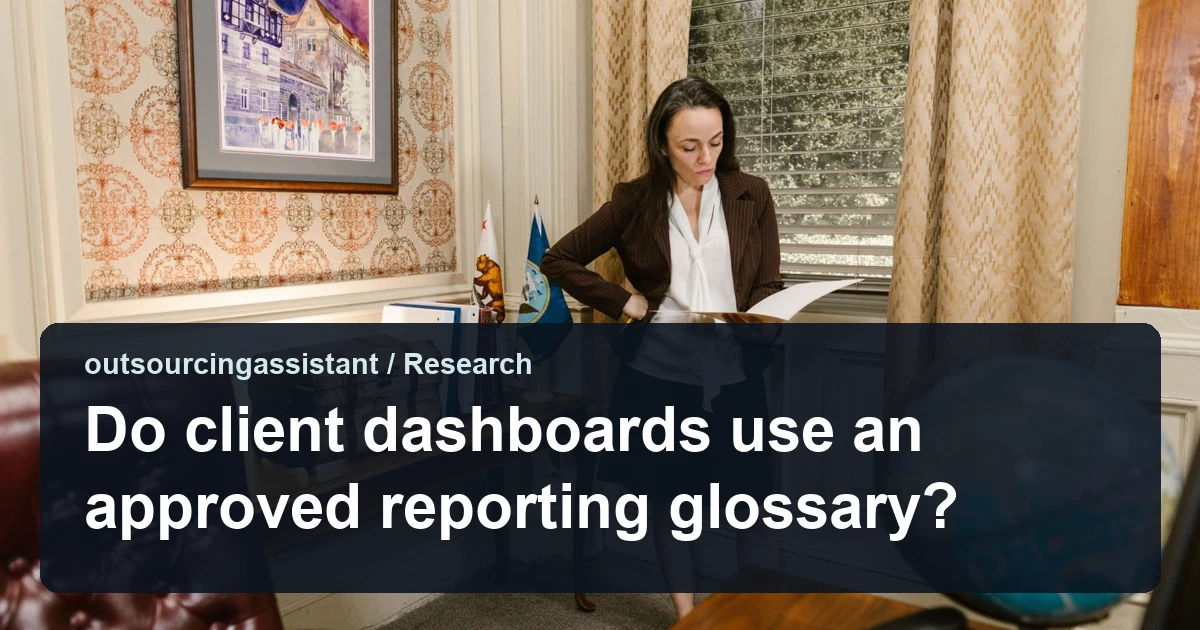 outsourcingassistant / Research
Do client dashboards use an
approved reporting glossary?